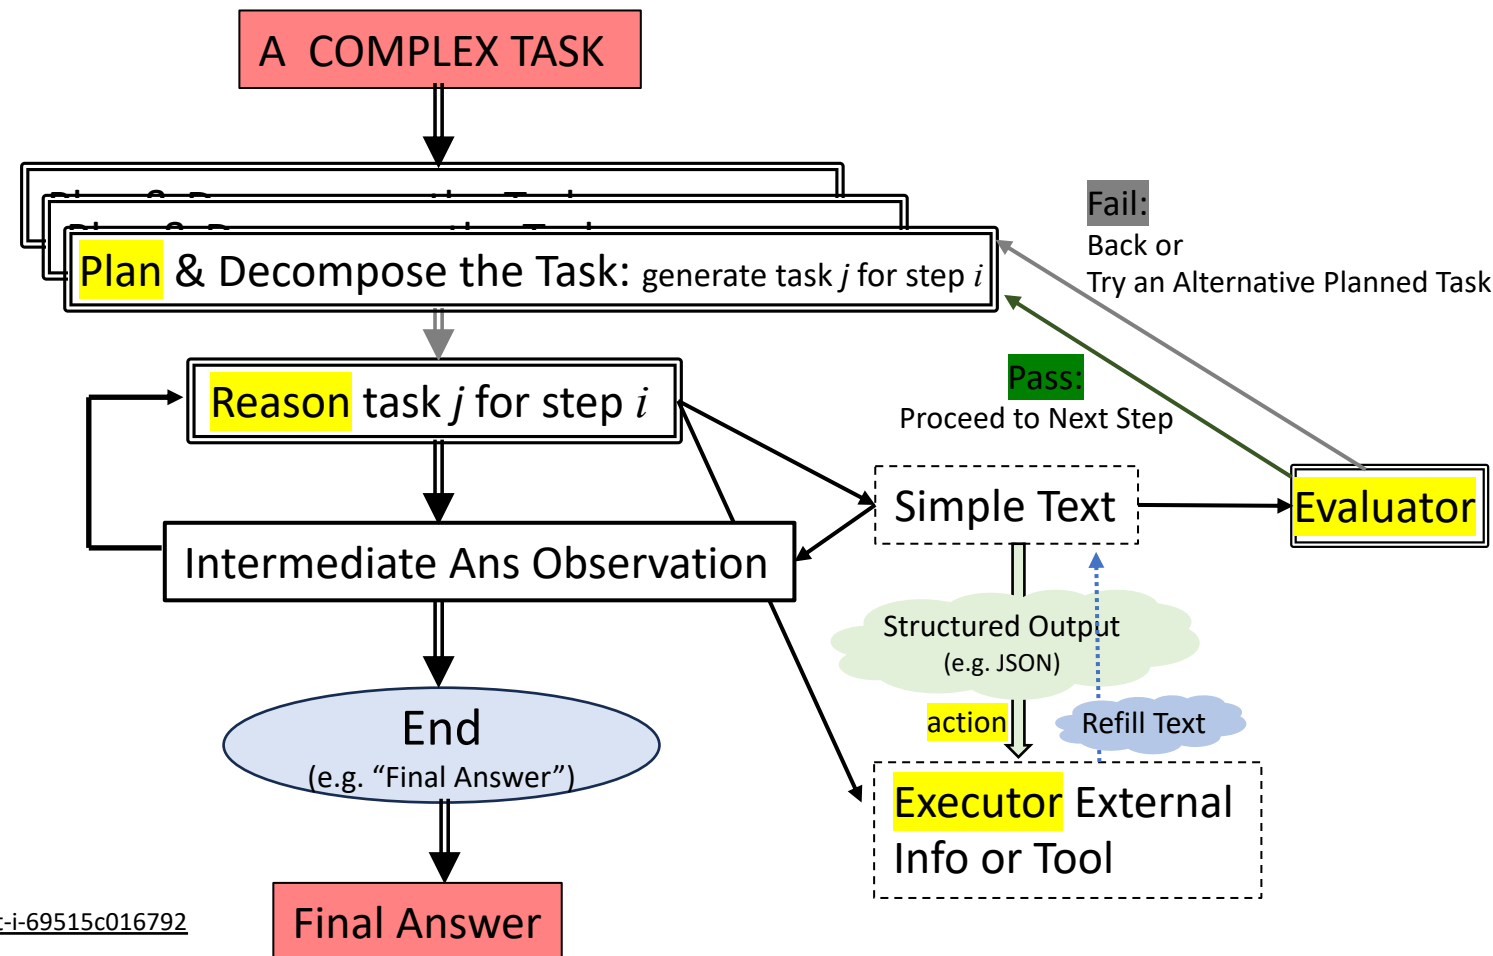 A COMPLEX TASK
Plan & Decompose the Task: generate task j for step i
Fail:
Back or
Try an Alternative Planned Task
Reason task j for step i
Pass:
Proceed to Next Step
Simple Text
Evaluator
Intermediate Ans Observation
Structured Output
(e.g. JSON)
End
(e.g. “Final Answer”)
action
Refill Text
Executor External
Info or Tool
Final Answer
t-i-69515c016792